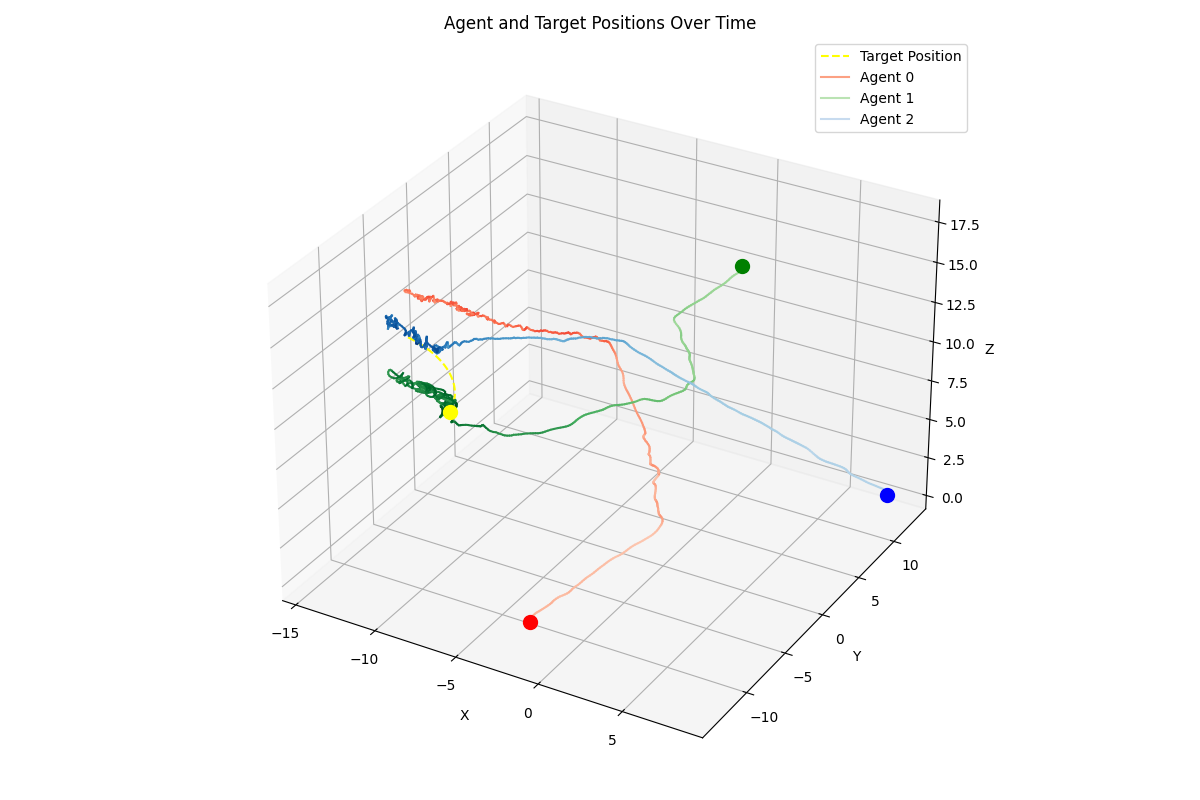 Agent and Target Positions Over Time
Target Position
Agent 0
Agent 1
Agent 2
17.5
15.0
12.5
10.0
7.5
5.0
2.5
0.0
Z
10
5
0
−5
−10
Y
−15
−10
−5
0
5
X